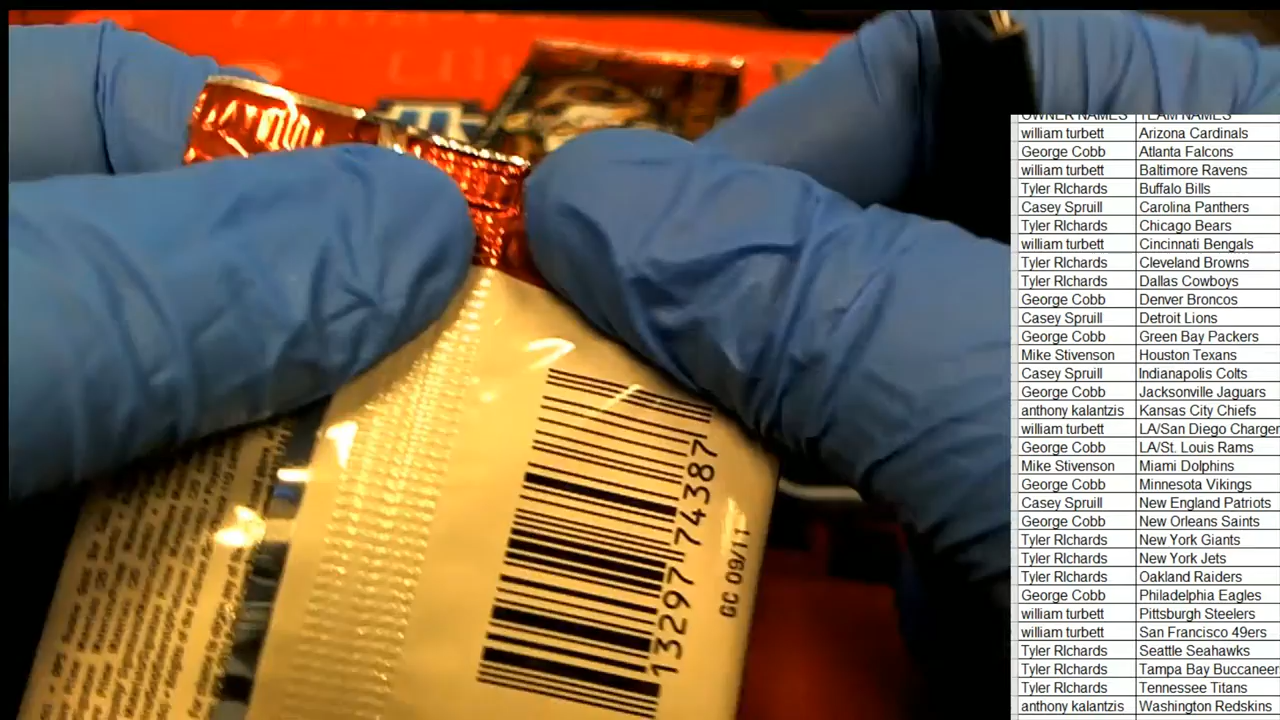 OWNER NAMES TEAM NAMES
william turbett Arizona Cardinals
George Cobb Atlanta Falcons
william turbett Baltimore Ravens
Tyler RIchards Buffalo Bills
Casey Spruill Carolina Panthers
Tyler RIchards Chicago Bears
william turbett Cincinnati Bengals
Tyler RIchards Cleveland Browns
Tyler RIchards Dallas Cowboys
George Cobb Denver Broncos
Casey Spruill Detroit Lions
George Cobb Green Bay Packers
Mike Stivenson Houston Texans
Casey Spruill Indianapolis Colts
George Cobb Jacksonville Jaguars
anthony kalantzis Kansas City Chiefs
william turbett LA/San Diego Charger
George Cobb LA/St. Louis Rams
Mike Stivenson Miami Dolphins
George Cobb Minnesota Vikings
Casey Spruill New England Patriots
George Cobb New Orleans Saints
Tyler RIchards New York Giants
Tyler RIchards New York Jets
Tyler RIchards Oakland Raiders
George Cobb Philadelphia Eagles
william turbett Pittsburgh Steelers
william turbett San Francisco 49ers
Tyler RIchards Seattle Seahawks
Tyler RIchards Tampa Bay Buccaneer
Tyler RIchards Tennessee Titans
anthony kalantzis Washington Redskins
13297 74387
GC 09/11